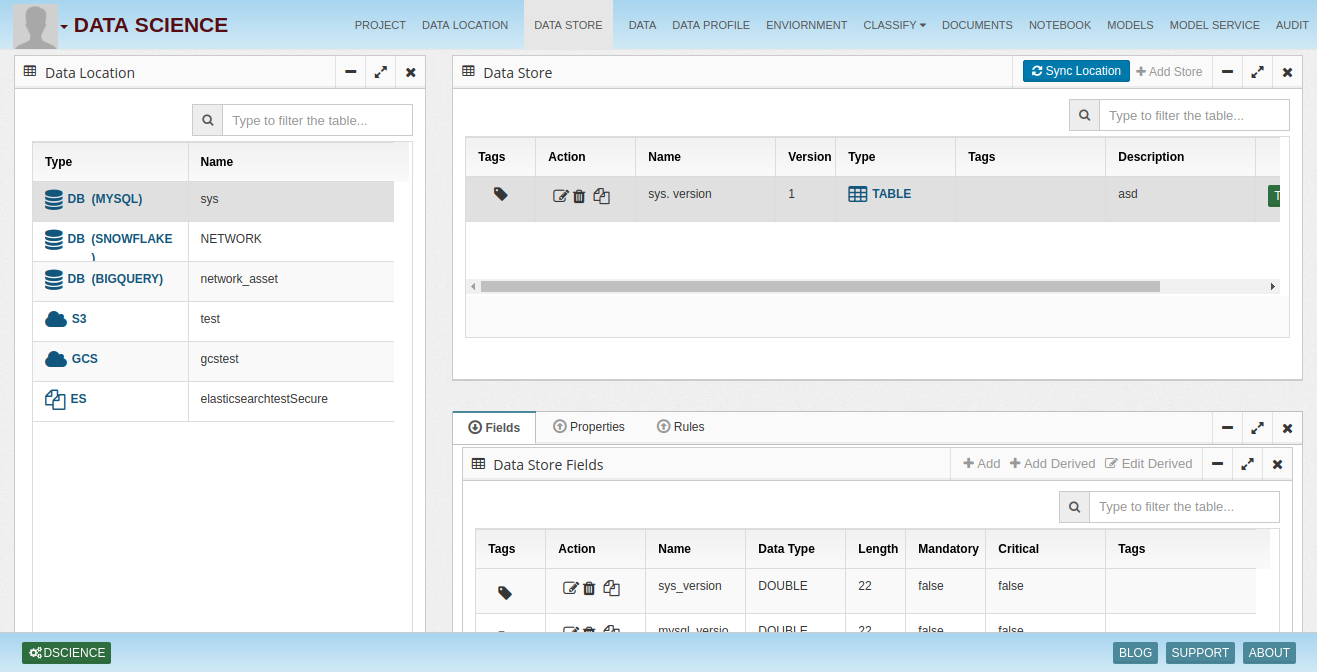 DATA SCIENCE
PROJECT DATA LOCATION DATA STORE DATA DATA PROFILE ENVIORNMENT CLASSIFY DOCUMENTS NOTEBOOK MODELS MODEL SERVICE AUDIT
Data Location
Type to filter the table...
Type Name
DB (MYSQL) sys
DB (SNOWFLAKE NETWORK
)
DB (BIGQUERY) network_asset
S3 test
GCS gcstest
ES elasticsearchtestSecure
Data Store Sync Location Add Store
Type to filter the table...
Tags Action Name Version Type Tags Description
sys. version 1 TABLE asd T
Fields Properties Rules
Data Store Fields Add Add Derived Edit Derived
Type to filter the table...
Tags Action Name Data Type Length Mandatory Critical Tags
sys_version DOUBLE 22 false false
mysql_versio DOUBLE 22 false false
DSCIENCE BLOG SUPPORT ABOUT